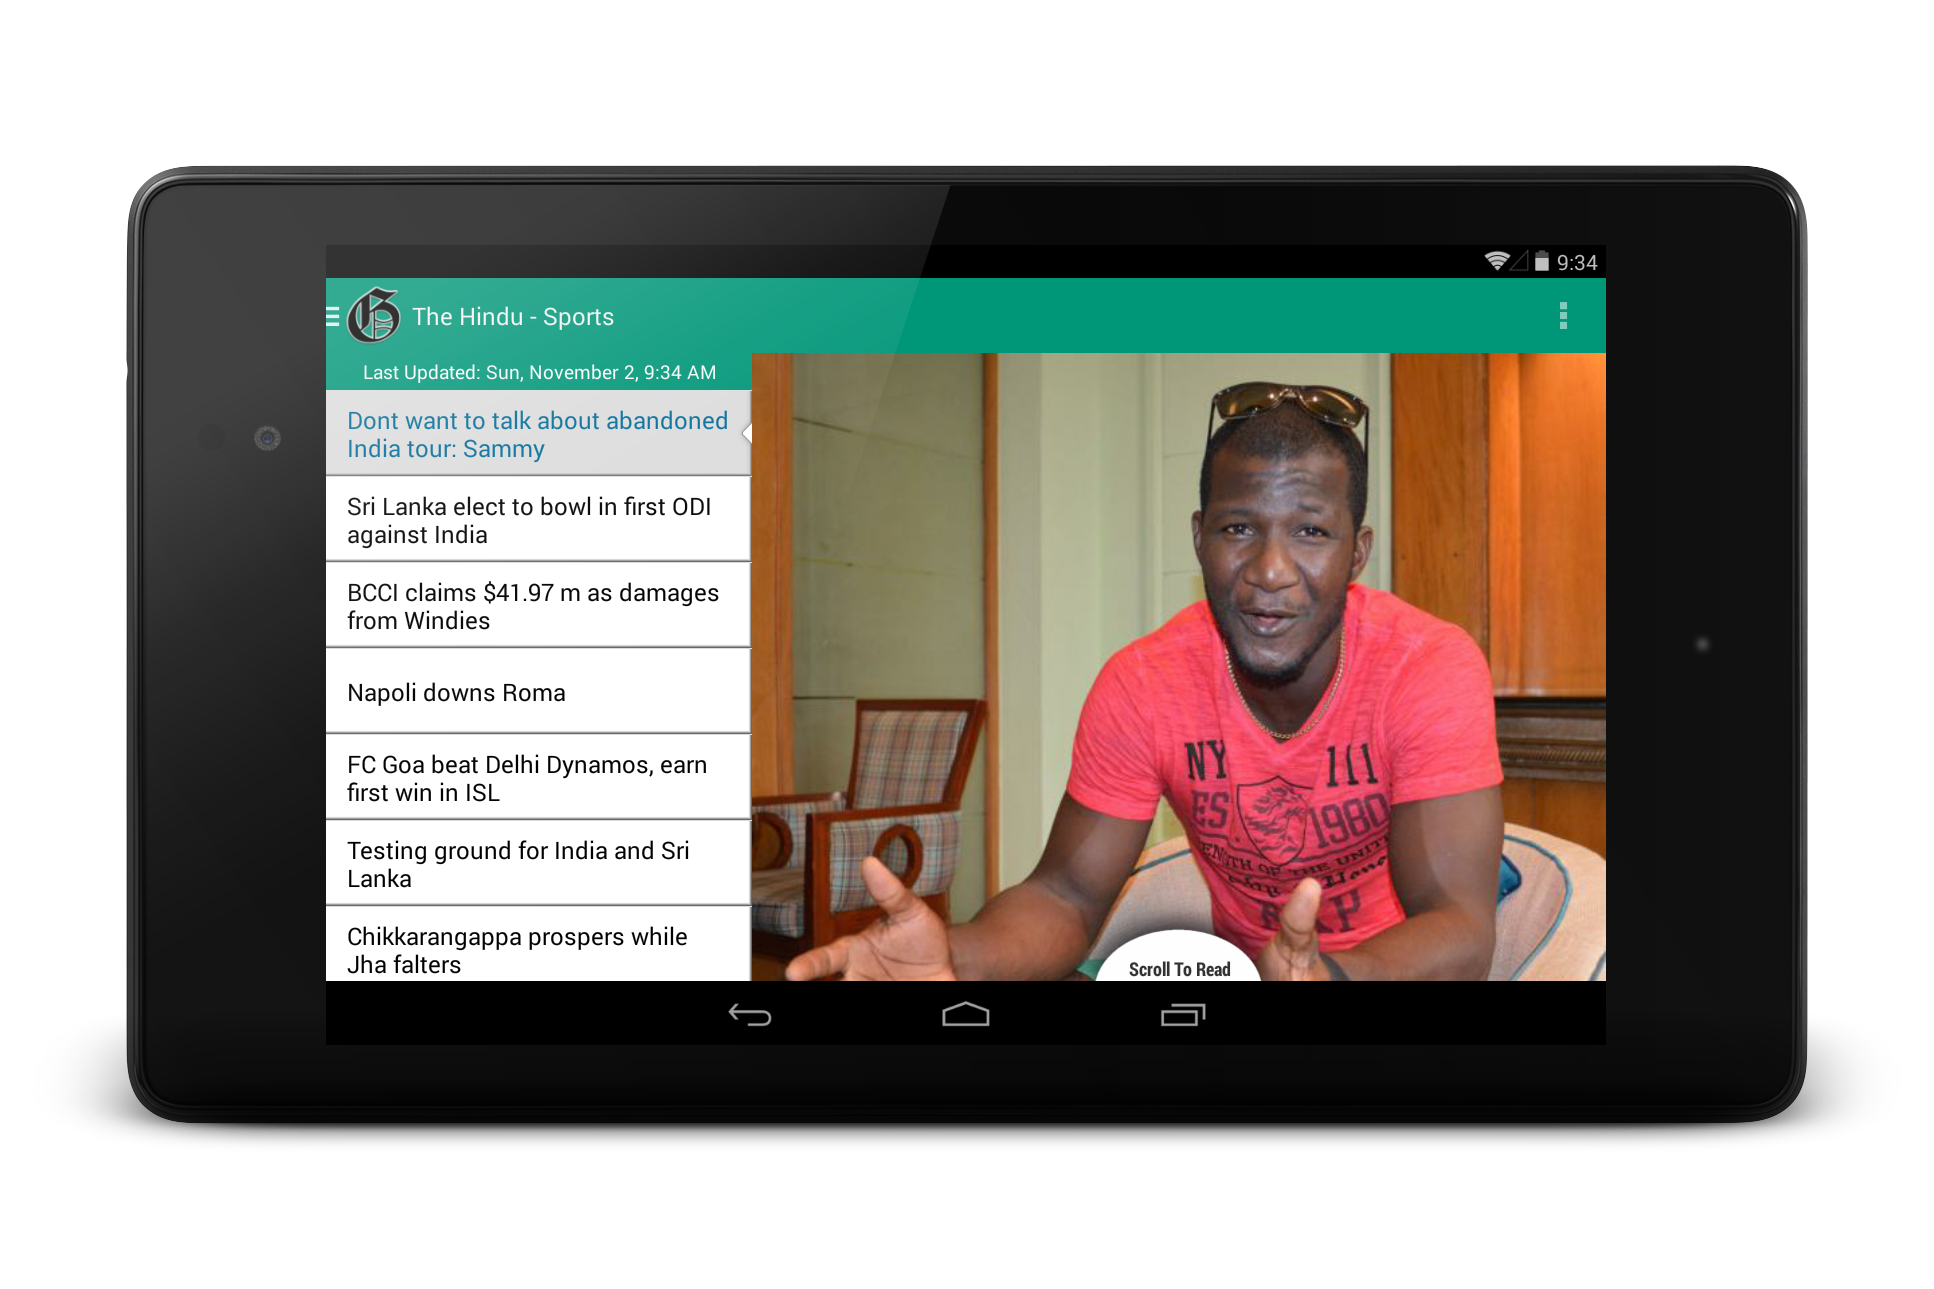 9:34
The Hindu - Sports
Last Updated: Sun, November 2, 9:34 AM
Dont want to talk about abandoned
India tour: Sammy
Sri Lanka elect to bowl in first ODI
against India
BCCI claims $41.97 m as damages
from Windies
Napoli downs Roma
FC Goa beat Delhi Dynamos, earn
first win in ISL
Testing ground for India and Sri
Lanka
Chikkarangappa prospers while
Jha falters
NY 111
ES 1980
OF THE UNIT
Scroll To Read